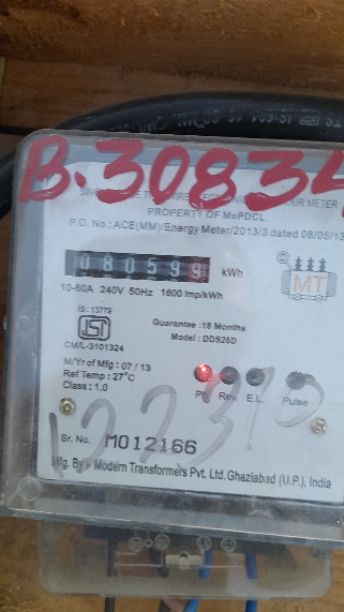 B.30834
PROPERTY OF MePDCL
P.O. No.: ACE(MM)/Energy Meter/2013/3 dated 08/05/13
080599 kWh
10-60A 240V 50Hz 1600 Imp/kWh
MT
IS:13779
ISI
CM/L-3101324
Guarantee :18 Months
Model : DDS26D
M/Yr of Mfg : 07 / 13
Ref Temp : 27°C
Class : 1.0
Ph Rev. E.L. Pulse
Sr. No. M012166
Mfg. By :- Modern Transformers Pvt. Ltd. Ghaziabad (U.P.), India